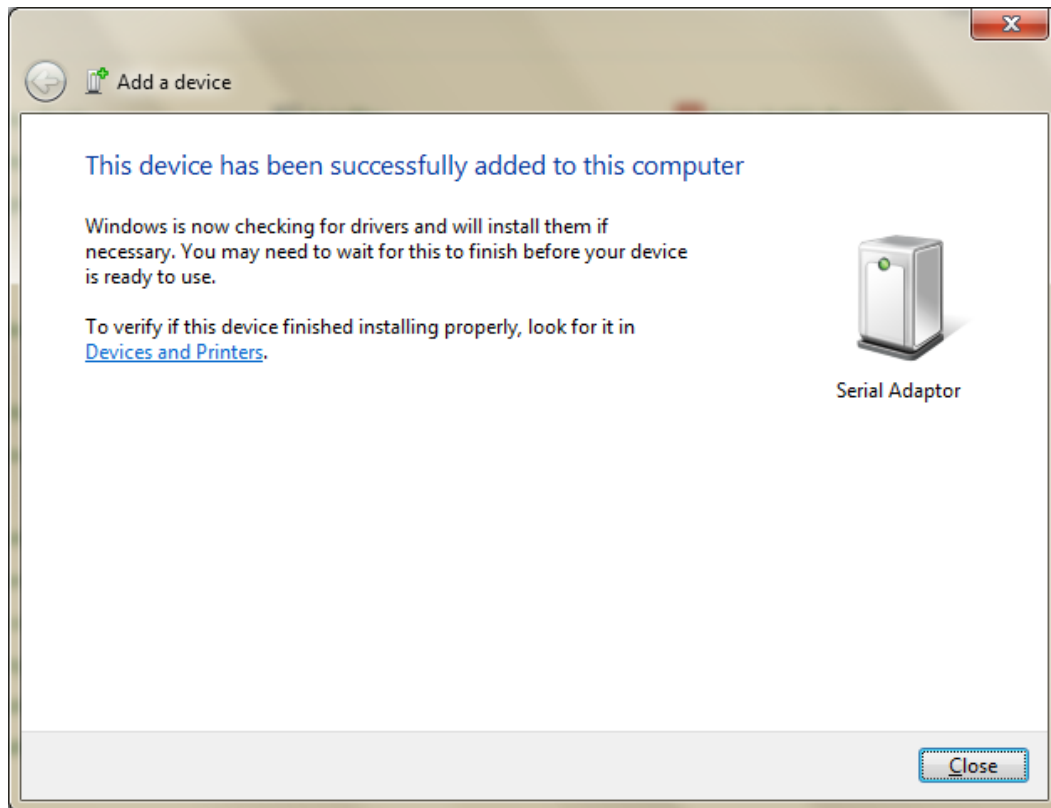 Add a device
This device has been successfully added to this computer
Windows is now checking for drivers and will install them if
necessary. You may need to wait for this to finish before your device
is ready to use.
To verify if this device finished installing properly, look for it in
Devices and Printers.
Serial Adaptor
Close